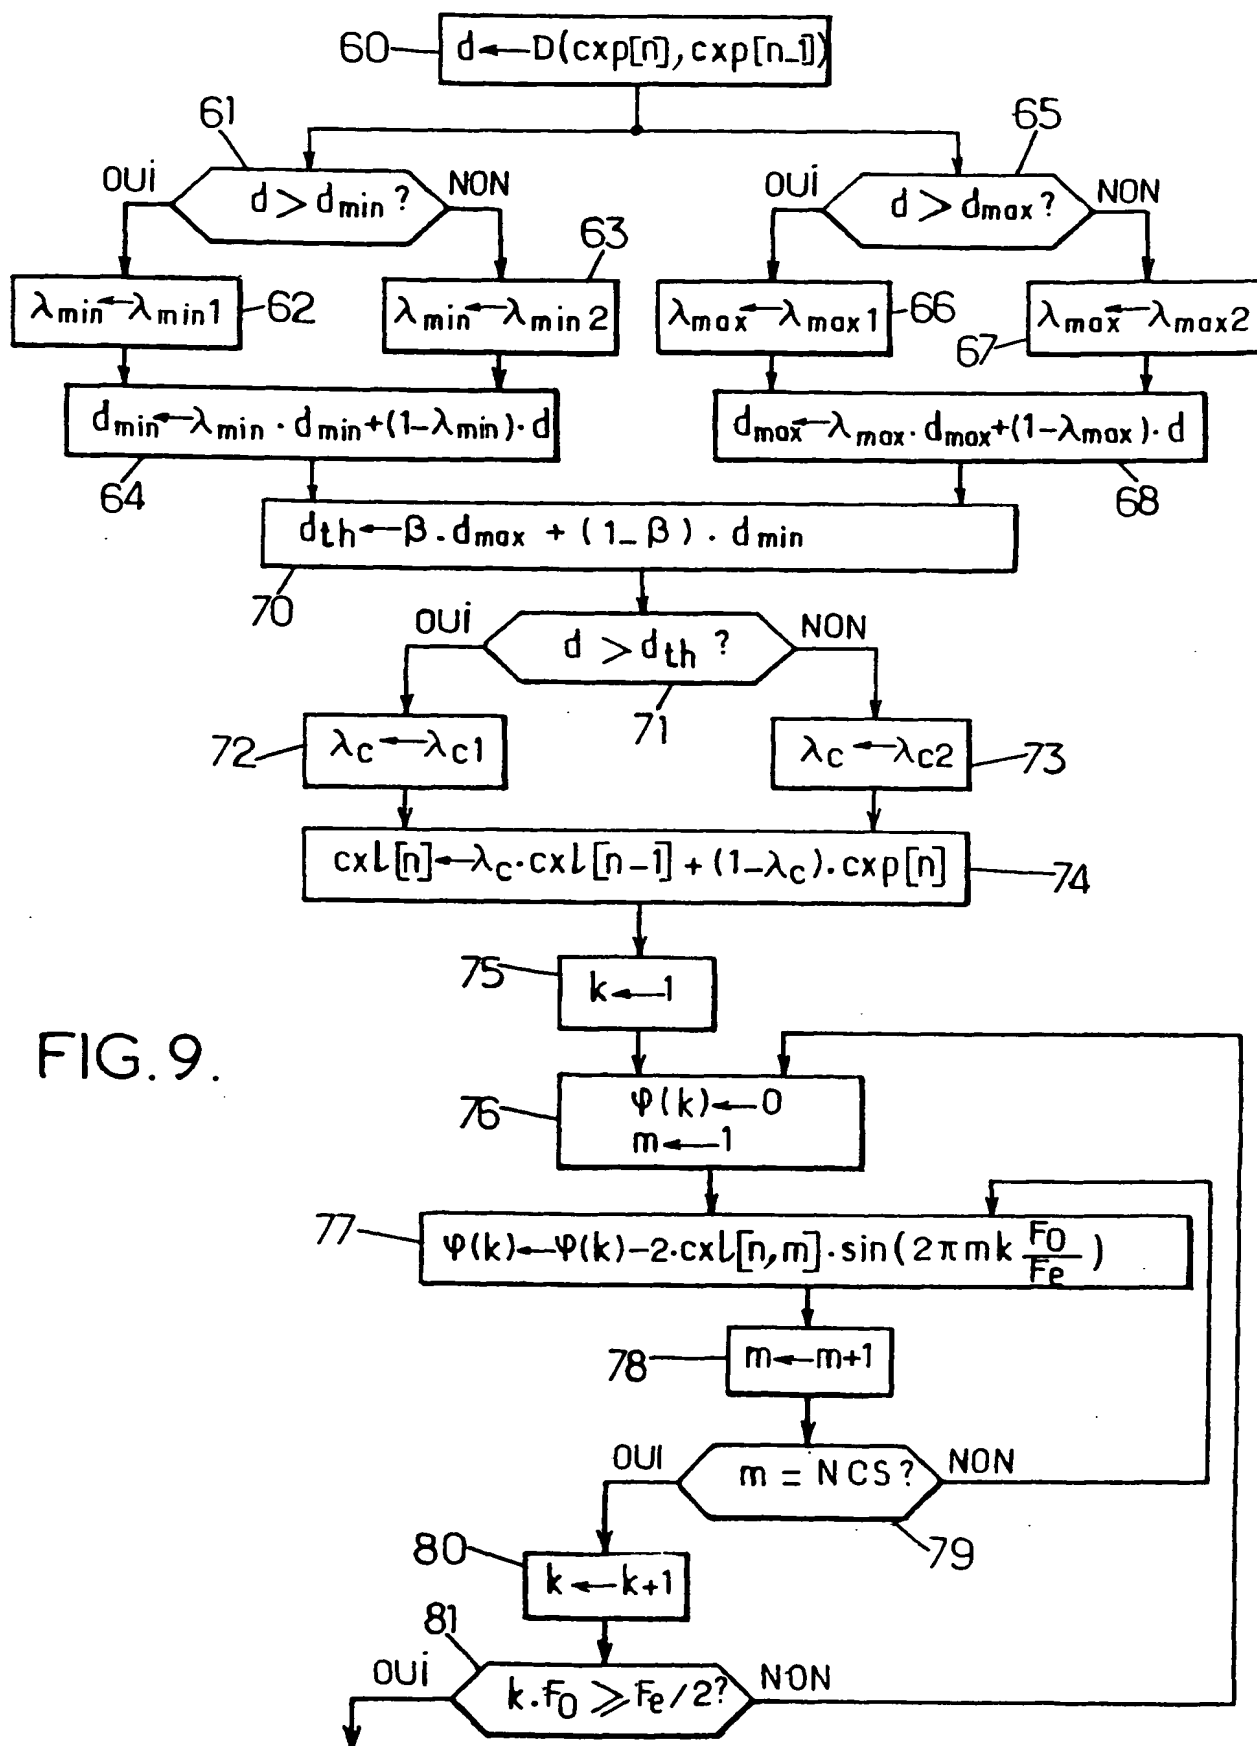 60
d←D(cxp[n],cxp[n-1])
61
65
OUi
d > dmin ?
NON
OUi
d > dmax ?
NON
63
λmin←λmin1
62
λmin←λmin2
λmax←λmax1
66
67
λmax←λmax2
dmin←λmin·dmin+(1-λmin)·d
dmax←λmax·dmax+(1-λmax)·d
64
68
dth←β.dmax + (1-β).dmin
70
OUi
d > dth ?
NON
71
72
λc←λc1
λc←λc2
73
cxl[n]←λc·cxl[n-1]+(1-λc).cxp[n]
74
75
k←1
FIG.9.
76
φ(k)←0
m←1
77
φ(k)←φ(k)-2·cxl[n,m]·sin(2πmk F0/Fe)
78
m←m+1
OUI
m = NCS?
NON
79
80
k←k+1
81
OUi
k.F0 ⩾ Fe/2?
NON